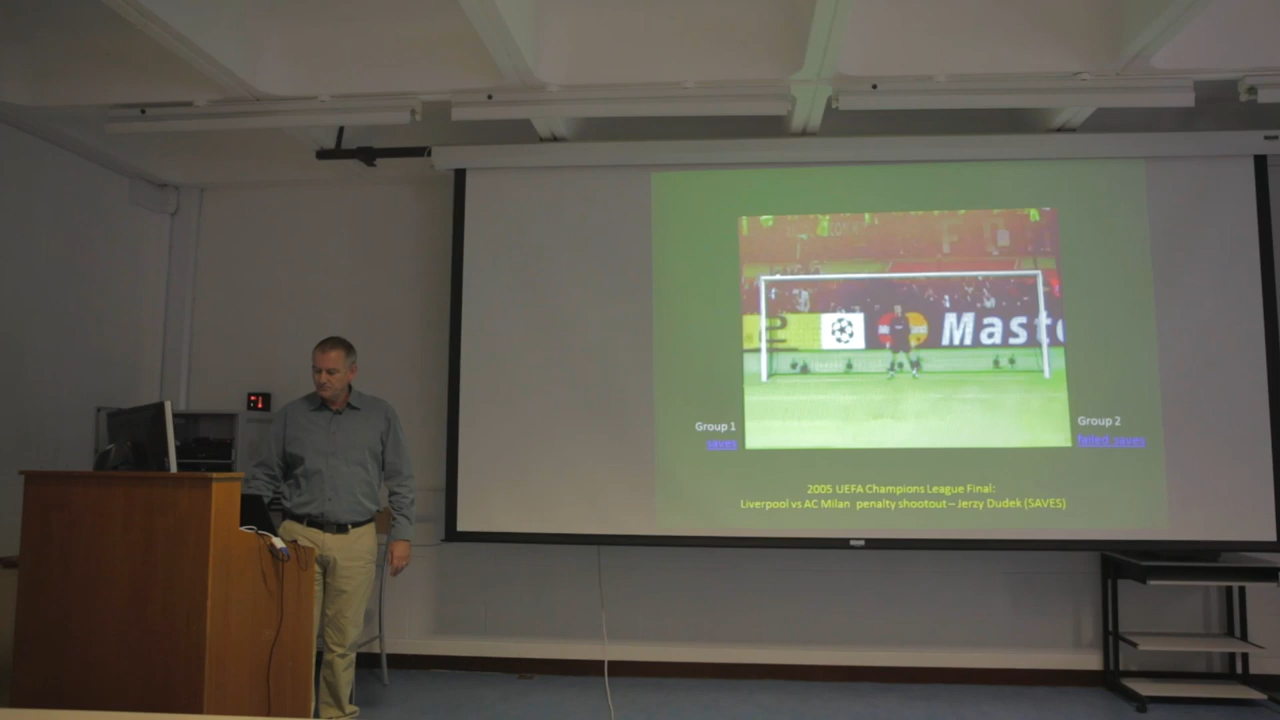 Mast
Group 1
saves
Group 2
failed saves
2005 UEFA Champions League Final:
Liverpool vs AC Milan penalty shootout – Jerzy Dudek (SAVES)